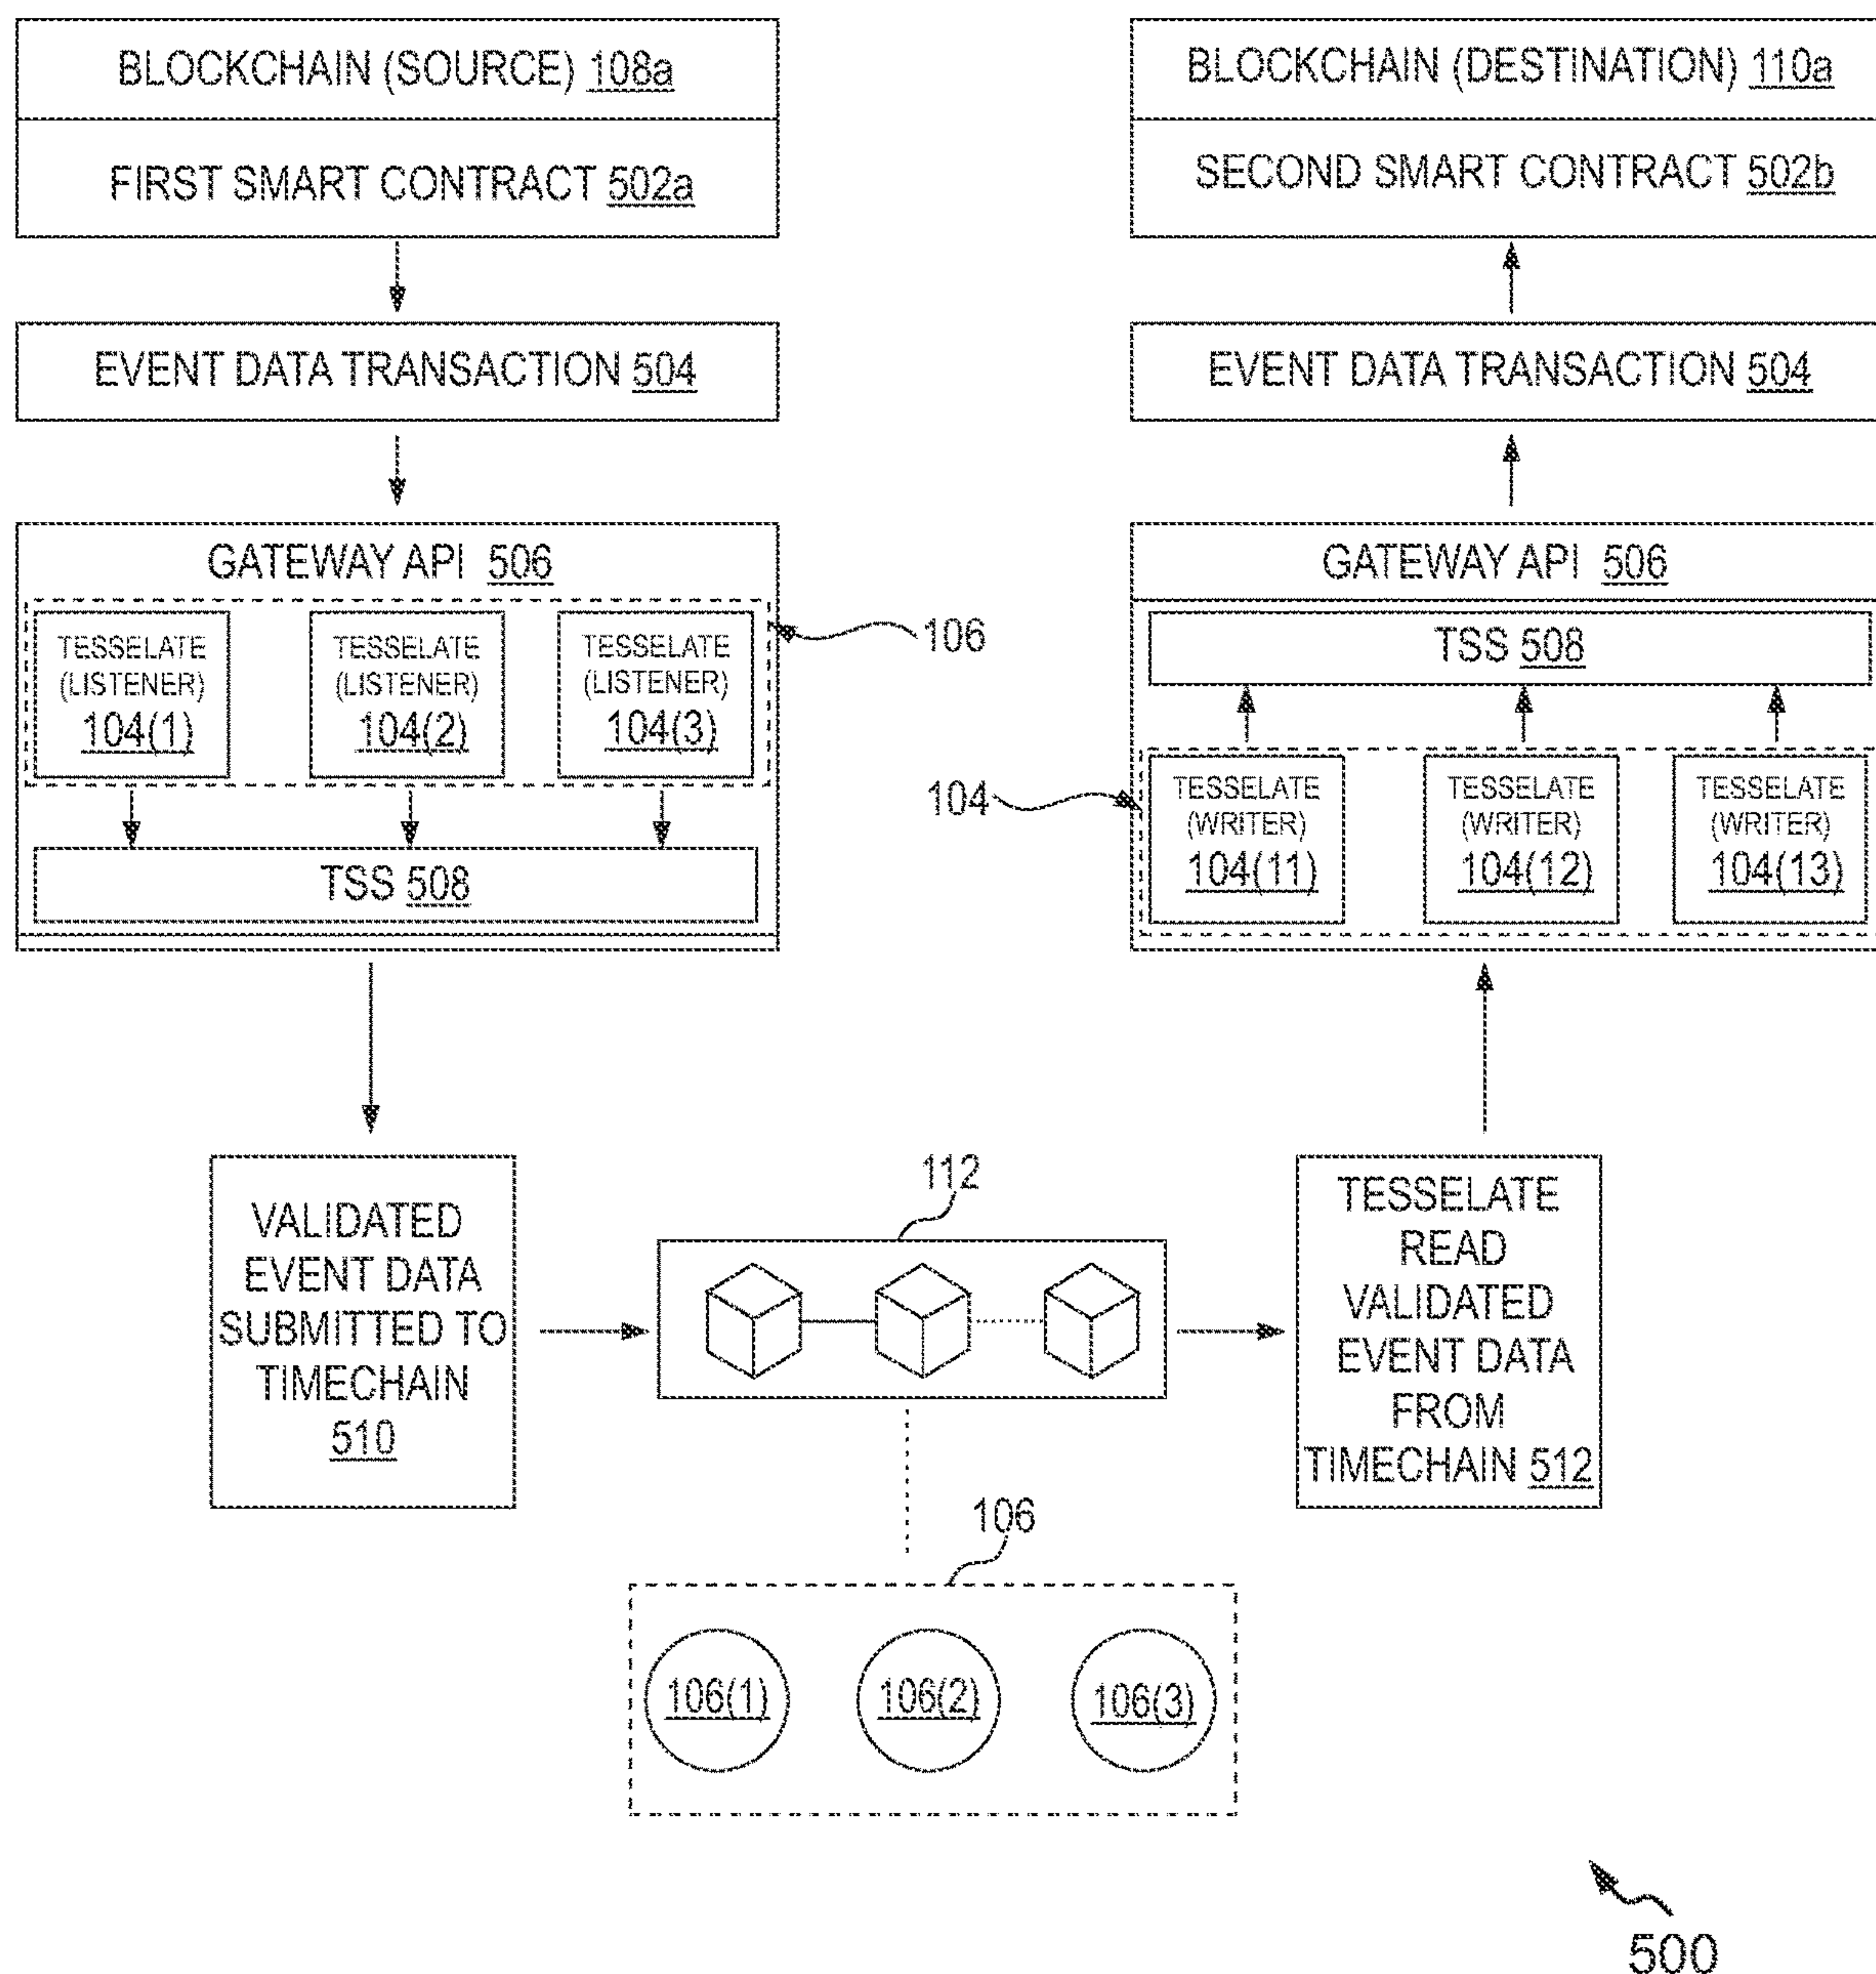 BLOCKCHAIN (SOURCE) 108a
FIRST SMART CONTRACT 502a
EVENT DATA TRANSACTION 504
GATEWAY API 506
TESSELATE
(LISTENER)
104(1)
TESSELATE
(LISTENER)
104(2)
TESSELATE
(LISTENER)
104(3)
106
TSS 508
BLOCKCHAIN (DESTINATION) 110a
SECOND SMART CONTRACT 502b
EVENT DATA TRANSACTION 504
GATEWAY API 506
TSS 508
104
TESSELATE
(WRITER)
104(11)
TESSELATE
(WRITER)
104(12)
TESSELATE
(WRITER)
104(13)
VALIDATED
EVENT DATA
SUBMITTED TO
TIMECHAIN
510
112
TESSELATE
READ
VALIDATED
EVENT DATA
FROM
TIMECHAIN 512
106
106(1)
106(2)
106(3)
500